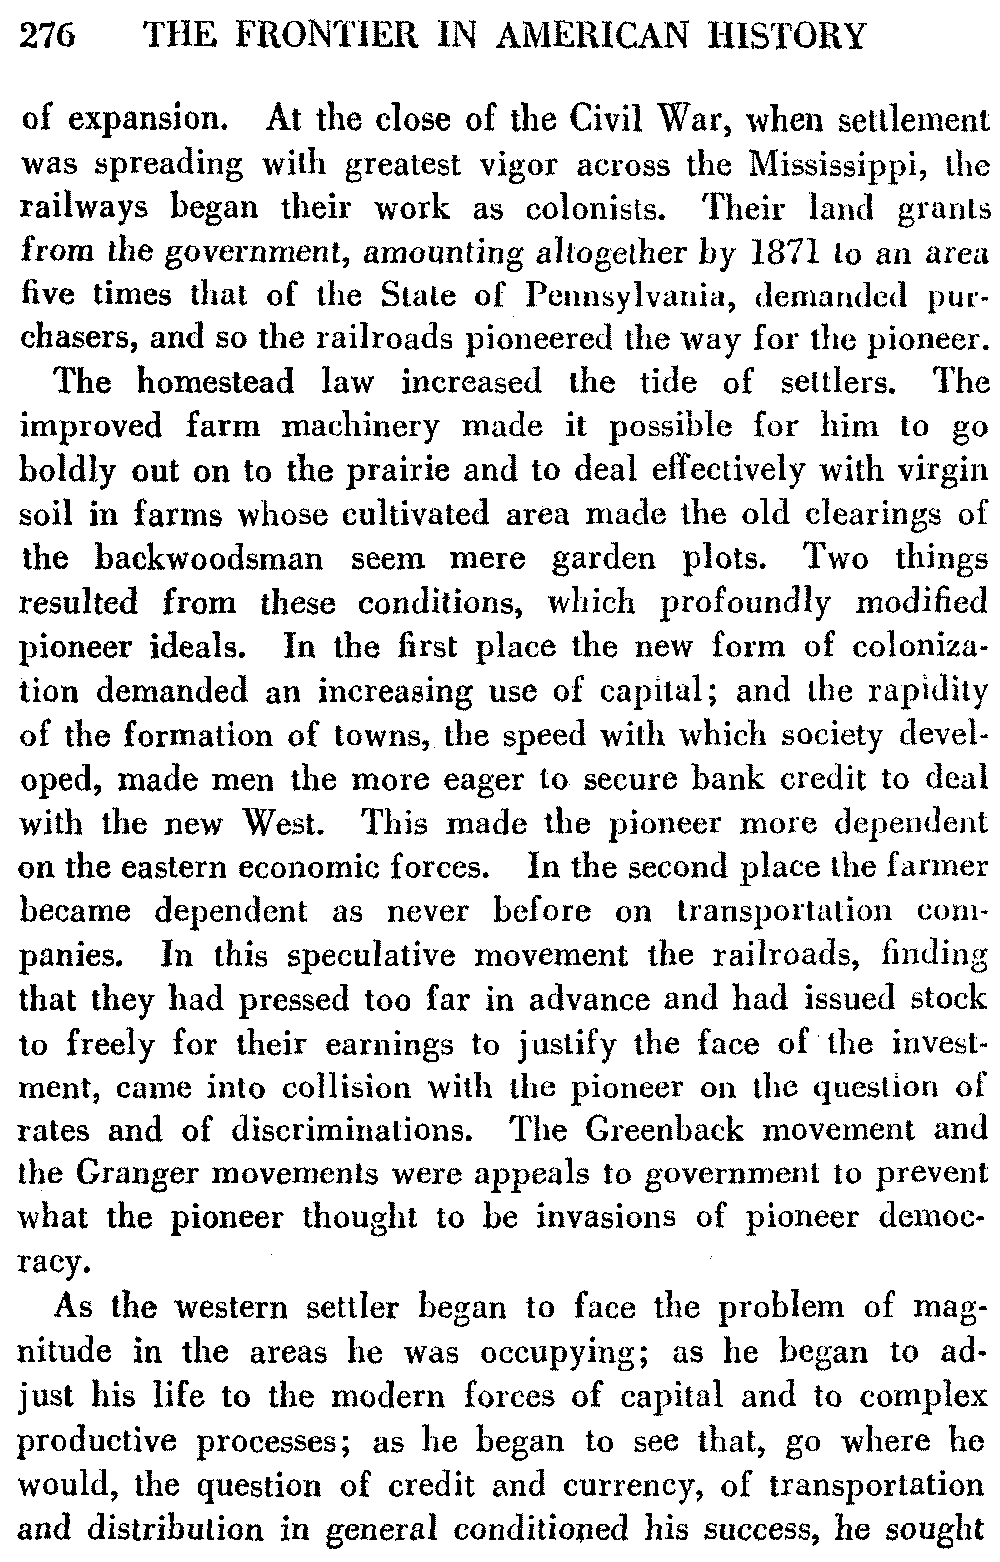 276 THE FRONTIER IN AMERICAN HISTORY
of expansion. At the close of the Civil War, when settlement
was spreading with greatest vigor across the Mississippi, the
railways began their work as colonists. Their land grants
from the government, amounting altogether by 1871 to an area
five times that of the State of Pennsylvania, demanded pur-
chasers, and so the railroads pioneered the way for the pioneer.
The homestead law increased the tide of settlers. The
improved farm machinery made it possible for him to go
boldly out on to the prairie and to deal effectively with virgin
soil in farms whose cultivated area made the old clearings of
the backwoodsman seem mere garden plots. Two things
resulted from these conditions, which profoundly modified
pioneer ideals. In the first place the new form of coloniza-
tion demanded an increasing use of capital; and the rapidity
of the formation of towns, the speed with which society devel-
oped, made men the more eager to secure bank credit to deal
with the new West. This made the pioneer more dependent
on the eastern economic forces. In the second place the farmer
became dependent as never before on transportation com-
panies. In this speculative movement the railroads, finding
that they had pressed too far in advance and had issued stock
to freely for their earnings to justify the face of the invest-
ment, came into collision with the pioneer on the question of
rates and of discriminations. The Greenback movement and
the Granger movements were appeals to government to prevent
what the pioneer thought to be invasions of pioneer democ-
racy.
As the western settler began to face the problem of mag-
nitude in the areas he was occupying; as he began to ad-
just his life to the modern forces of capital and to complex
productive processes; as he began to see that, go where he
would, the question of credit and currency, of transportation
and distribution in general conditioned his success, he sought